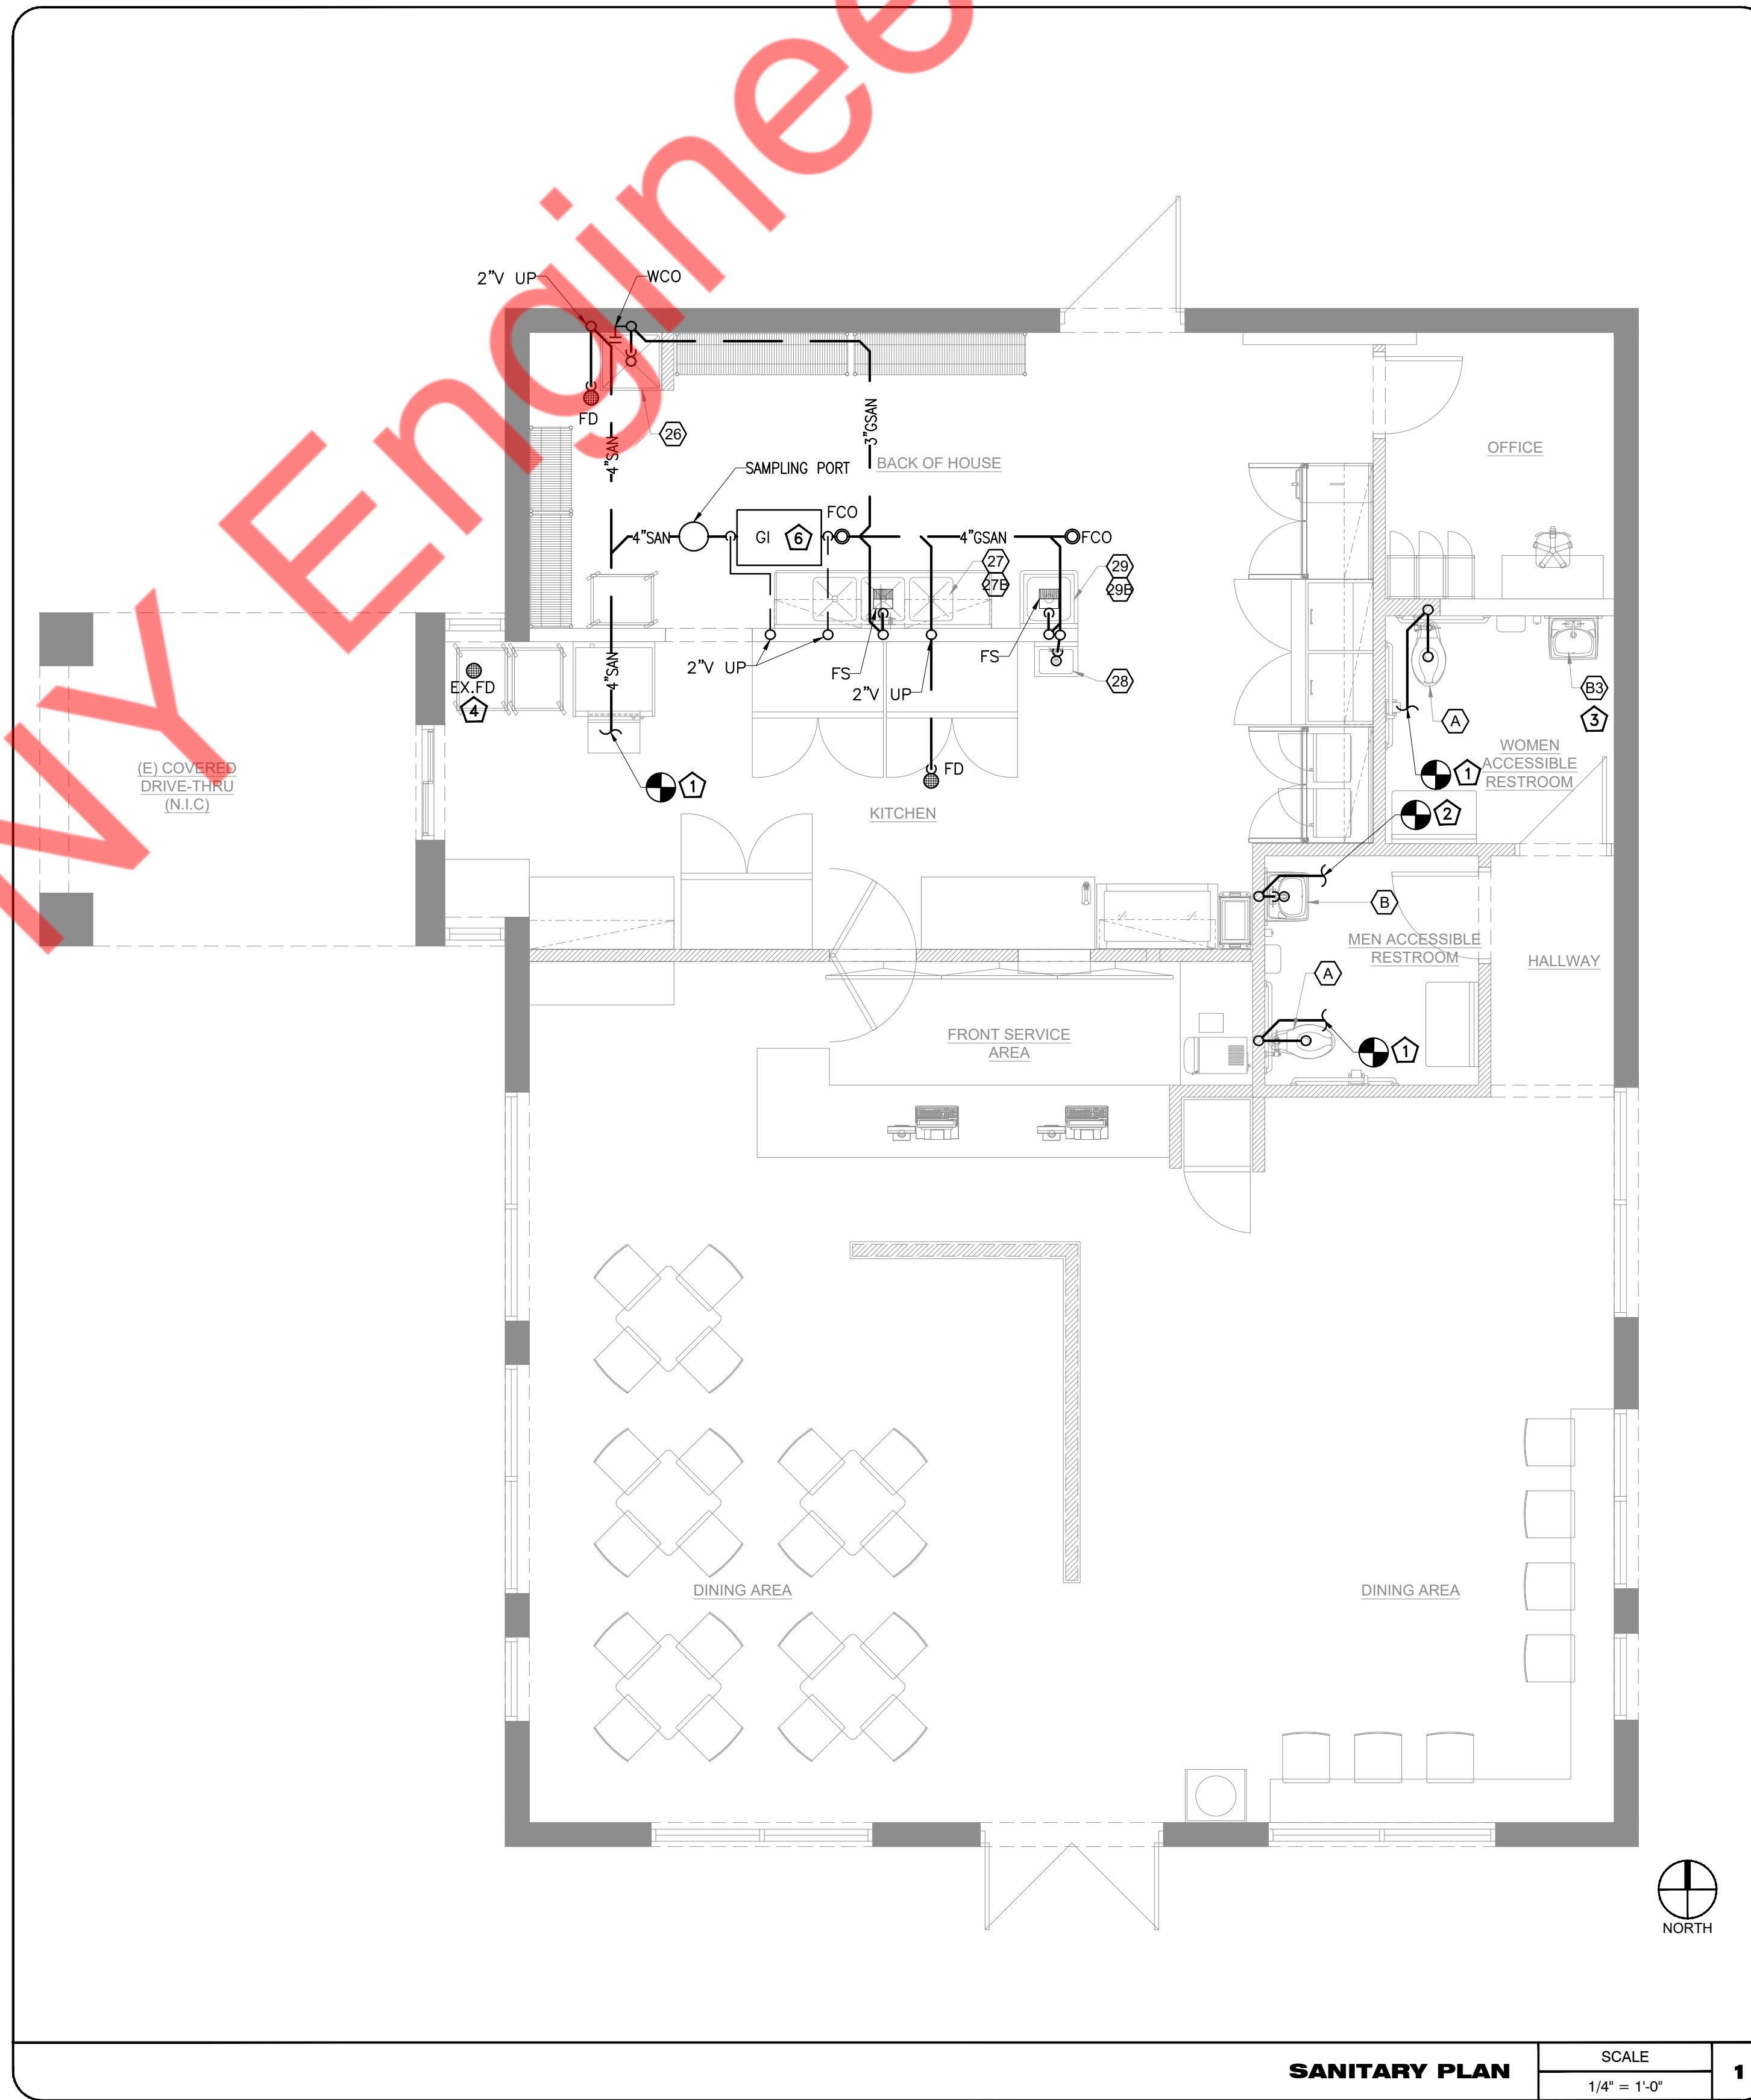 NY Enginee
2"V UP
WCO
FD
26
4"SAN
3"GSAN
SAMPLING PORT
BACK OF HOUSE
OFFICE
FCO
4"SAN
GI
6
4"GSAN
FCO
27
27B
29
29B
4"SAN
2"V UP
FS
2"V UP
FS
28
EX.FD
4
A
B3
3
WOMEN
ACCESSIBLE
RESTROOM
(E) COVERED
DRIVE-THRU
(N.I.C)
1
FD
1
2
KITCHEN
B
MEN ACCESSIBLE
RESTROOM
HALLWAY
A
FRONT SERVICE
AREA
1
DINING AREA
DINING AREA
NORTH
SANITARY PLAN
SCALE
1/4" = 1'-0"
1